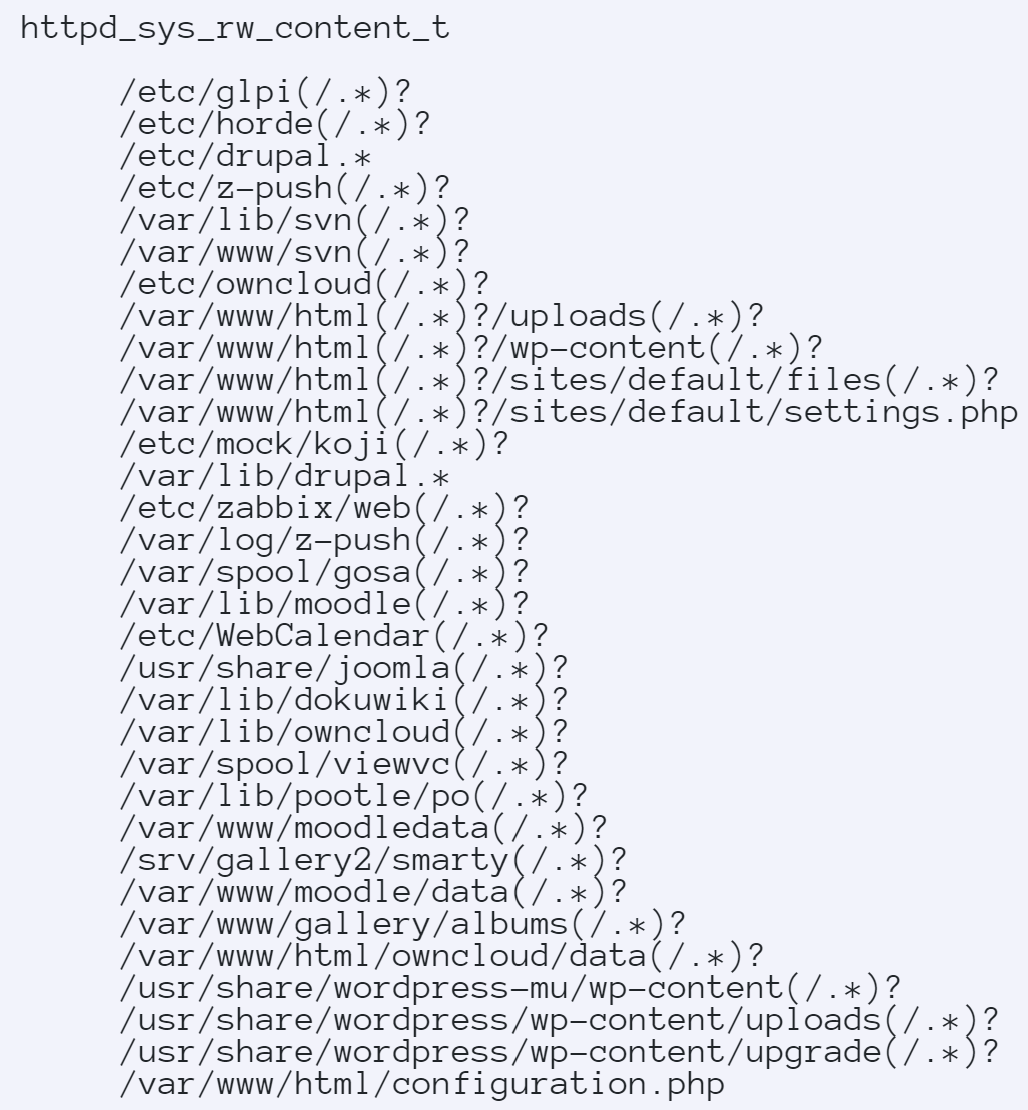 httpd_sys_rw_content_t
/etc/glpi(/.*)?
/etc/horde(/.*)?
/etc/drupal.*
/etc/z-push(/.*)?
/var/lib/svn(/.*)?
/var/www/svn(/.*)?
/etc/owncloud(/.*)?
/var/www/html(/.*)?/uploads(/.*)?
/var/www/html(/.*)?/wp-content(/.*)?
/var/www/html(/.*)?/sites/default/files(/.*)?
/var/www/html(/.*)?/sites/default/settings.php
/etc/mock/koji(/.*)?
/var/lib/drupal.*
/etc/zabbix/web(/.*)?
/var/log/z-push(/.*)?
/var/spool/gosa(/.*)?
/var/lib/moodle(/.*)?
/etc/WebCalendar(/.*)?
/usr/share/joomla(/.*)?
/var/lib/dokuwiki(/.*)?
/var/lib/owncloud(/.*)?
/var/spool/viewvc(/.*)?
/var/lib/pootle/po(/.*)?
/var/www/moodledata(/.*)?
/srv/gallery2/smarty(/.*)?
/var/www/moodle/data(/.*)?
/var/www/gallery/albums(/.*)?
/var/www/html/owncloud/data(/.*)?
/usr/share/wordpress-mu/wp-content(/.*)?
/usr/share/wordpress/wp-content/uploads(/.*)?
/usr/share/wordpress/wp-content/upgrade(/.*)?
/var/www/html/configuration.php